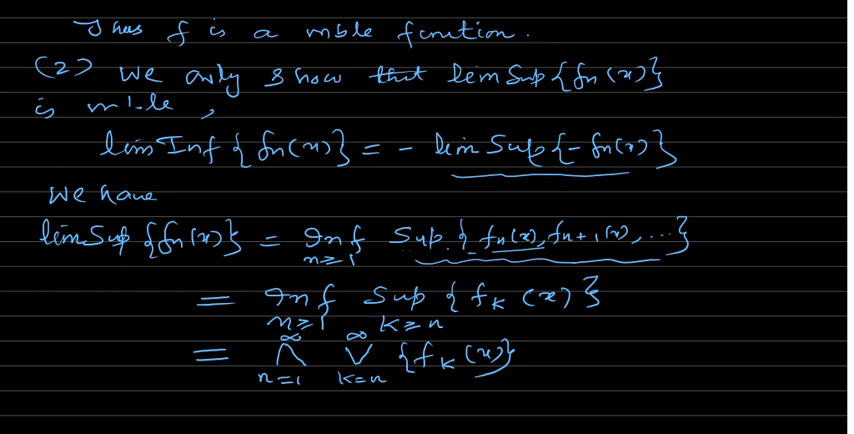 Thus f is a mble function.
(2) We only show that lim Sup {fn(x)}
is m'ble,
lim Inf {fn(x)} = - lim Sup {- fn(x)}
We have
lim Sup {fn(x)} = Inf Sup. { fn(x), fn+1(x), ...}
n≥1
= Inf Sup { fk (x) }
n≥1 k≥n
= ∞⋀n=1 ∞⋁k=n {fk(x)}